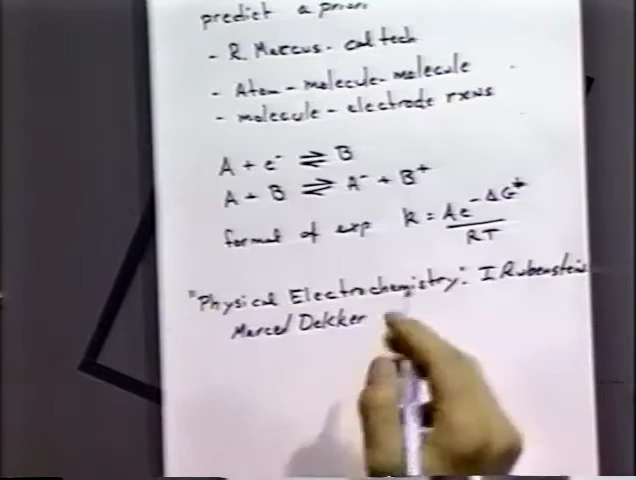 predict a priori
- R. Marcus - cal tech
- Atom - molecule - molecule
- molecule - electrode rxns
A + e⁻ ⇌ B
A + B ⇌ A⁻ + B⁺
formal of exp k = Ae^-ΔG‡ / RT
"Physical Electrochemistry": I Rubenstein
Marcel Dekker